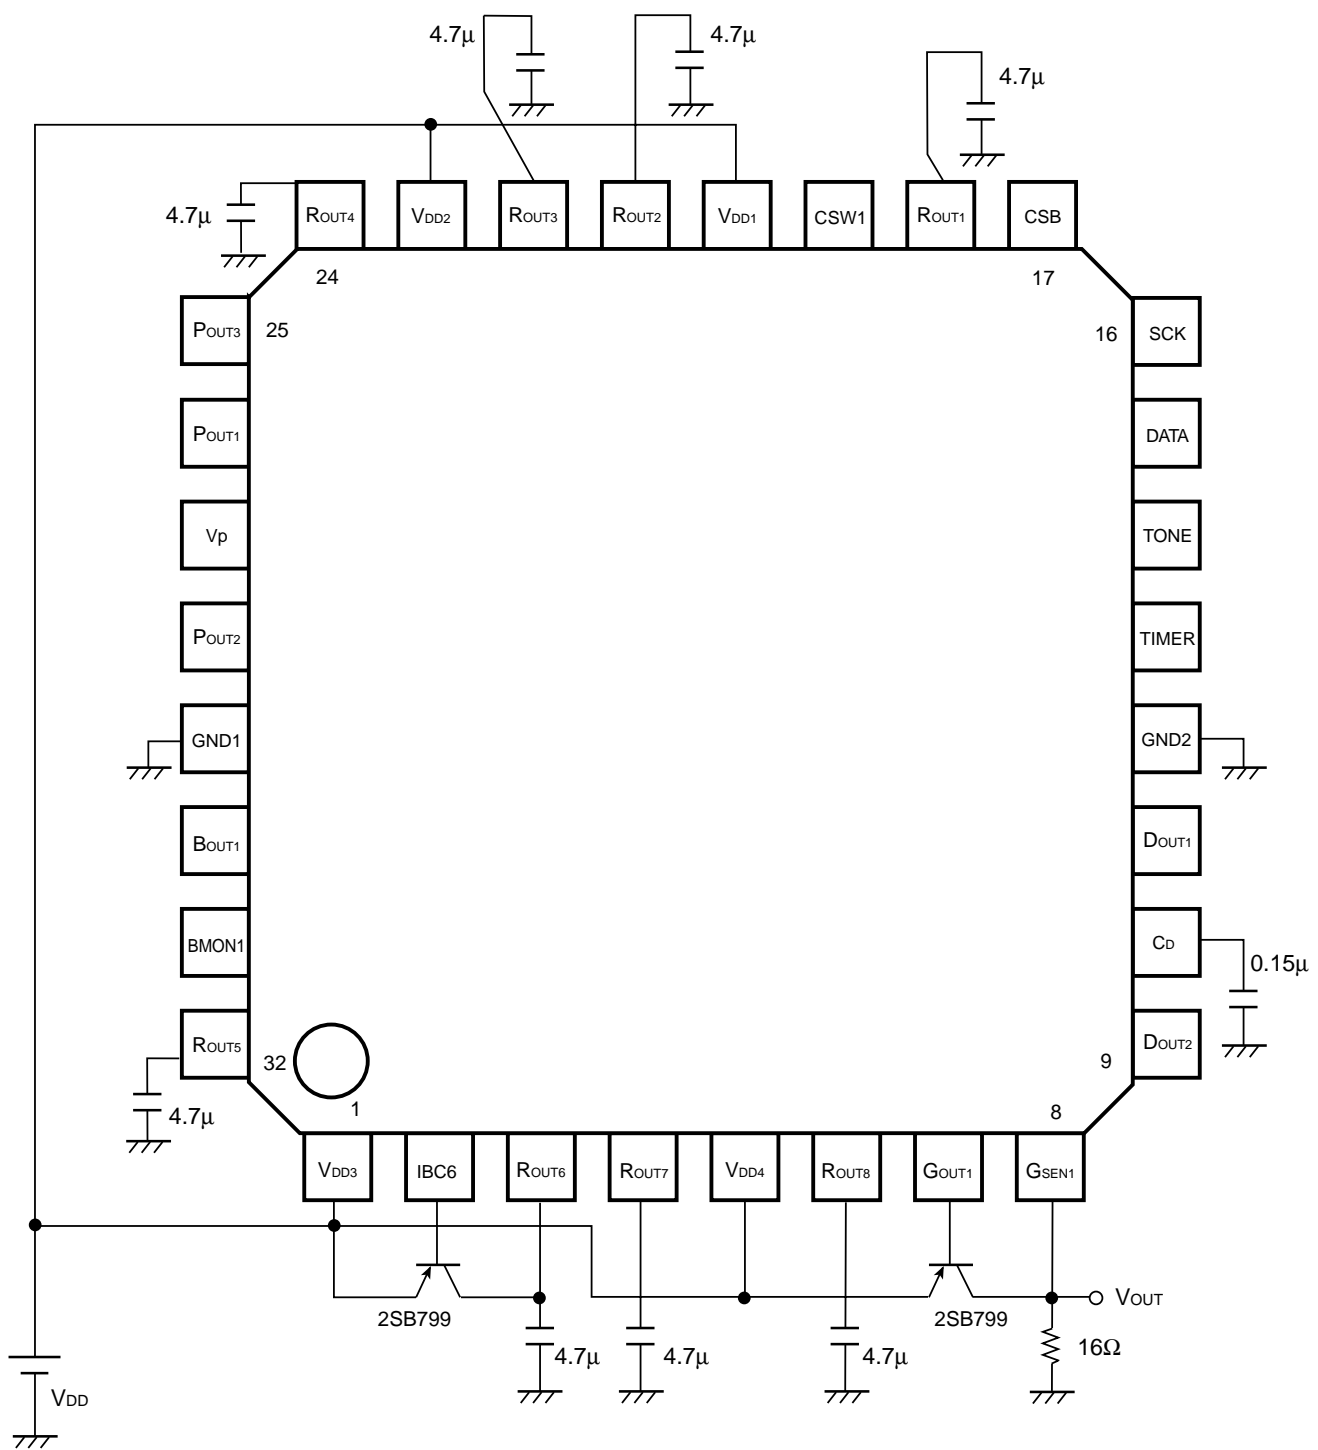 4.7μ
4.7μ
4.7μ
4.7μ
ROUT4
VDD2
ROUT3
ROUT2
VDD1
CSW1
ROUT1
CSB
24
17
POUT3
25
16
SCK
POUT1
DATA
Vp
TONE
POUT2
TIMER
GND1
GND2
BOUT1
DOUT1
BMON1
CD
0.15μ
ROUT5
32
9
DOUT2
4.7μ
1
8
VDD3
IBC6
ROUT6
ROUT7
VDD4
ROUT8
GOUT1
GSEN1
2SB799
2SB799
VOUT
4.7μ
4.7μ
4.7μ
16Ω
VDD